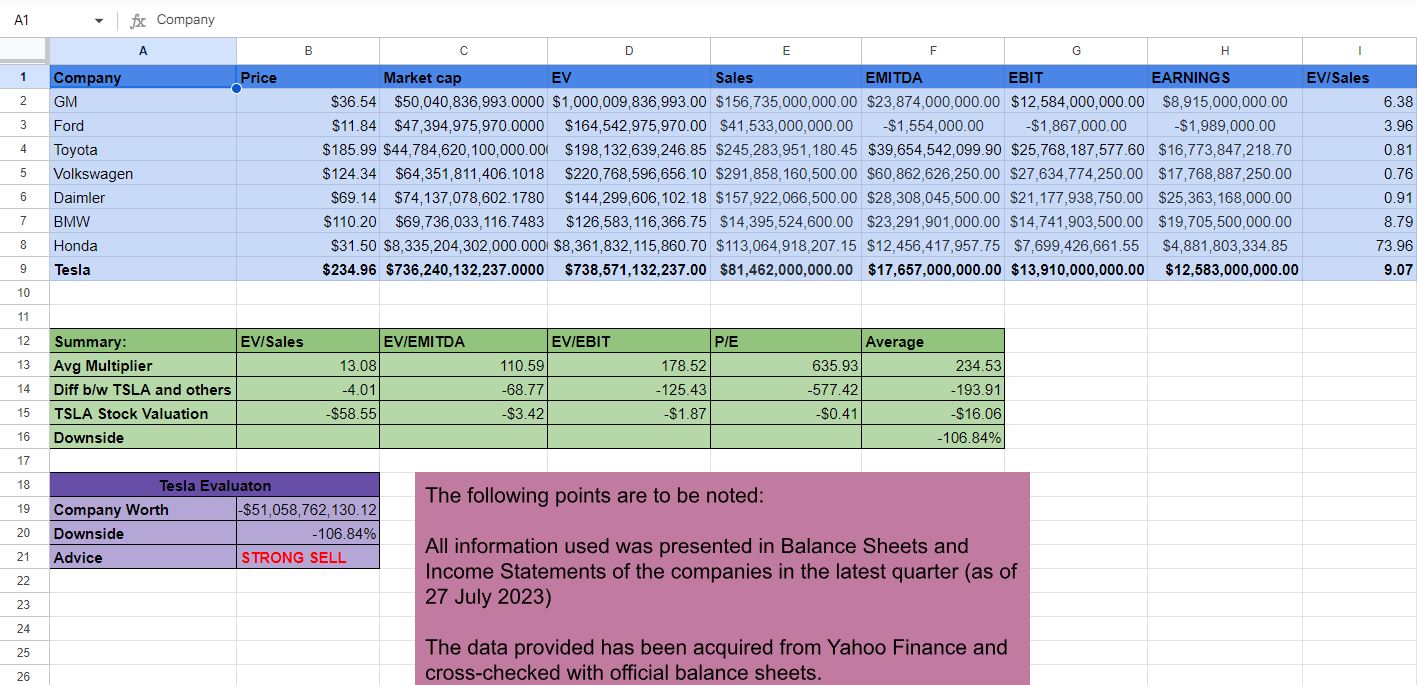 A1 fx Company
A B C D E F G H I
1 Company Price Market cap EV Sales EMITDA EBIT EARNINGS EV/Sales
2 GM $36.54 $50,040,836,993.0000 $1,000,009,836,993.00 $156,735,000,000.00 $23,874,000,000.00 $12,584,000,000.00 $8,915,000,000.00 6.38
3 Ford $11.84 $47,394,975,970.0000 $164,542,975,970.00 $41,533,000,000.00 -$1,554,000.00 -$1,867,000.00 -$1,989,000.00 3.96
4 Toyota $185.99 $44,784,620,100,000.00 $198,132,639,246.85 $245,283,951,180.45 $39,654,542,099.90 $25,768,187,577.60 $16,773,847,218.70 0.81
5 Volkswagen $124.34 $64,351,811,406.1018 $220,768,596,656.10 $291,858,160,500.00 $60,862,626,250.00 $27,634,774,250.00 $17,768,887,250.00 0.76
6 Daimler $69.14 $74,137,078,602.1780 $144,299,606,102.18 $157,922,066,500.00 $28,308,045,500.00 $21,177,938,750.00 $25,363,168,000.00 0.91
7 BMW $110.20 $69,736,033,116.7483 $126,583,116,366.75 $14,395,524,600.00 $23,291,901,000.00 $14,741,903,500.00 $19,705,500,000.00 8.79
8 Honda $31.50 $8,335,204,302,000.000 $8,361,832,115,860.70 $113,064,918,207.15 $12,456,417,957.75 $7,699,426,661.55 $4,881,803,334.85 73.96
9 Tesla $234.96 $736,240,132,237.0000 $738,571,132,237.00 $81,462,000,000.00 $17,657,000,000.00 $13,910,000,000.00 $12,583,000,000.00 9.07
10
11
12 Summary: EV/Sales EV/EMITDA EV/EBIT P/E Average
13 Avg Multiplier 13.08 110.59 178.52 635.93 234.53
14 Diff b/w TSLA and others -4.01 -68.77 -125.43 -577.42 -193.91
15 TSLA Stock Valuation -$58.55 -$3.42 -$1.87 -$0.41 -$16.06
16 Downside -106.84%
17
18 Tesla Evaluaton
19 Company Worth -$51,058,762,130.12
20 Downside -106.84%
21 Advice STRONG SELL
22
23
24
25
26
The following points are to be noted:
All information used was presented in Balance Sheets and
Income Statements of the companies in the latest quarter (as of
27 July 2023)
The data provided has been acquired from Yahoo Finance and
cross-checked with official balance sheets.